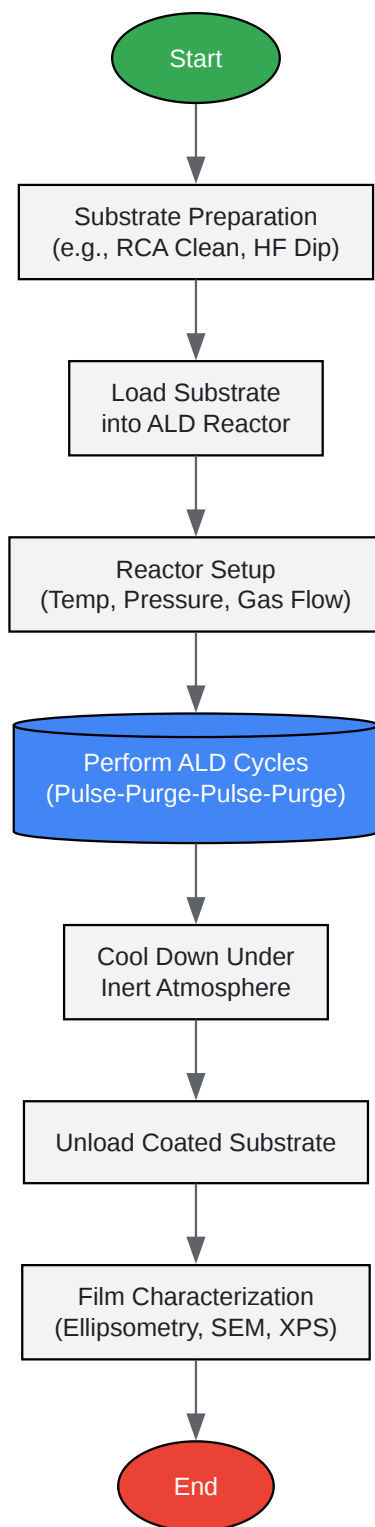 Start
Substrate Preparation
(e.g., RCA Clean, HF Dip)
Load Substrate
into ALD Reactor
Reactor Setup
(Temp, Pressure, Gas Flow)
Perform ALD Cycles
(Pulse-Purge-Pulse-Purge)
Cool Down Under
Inert Atmosphere
Unload Coated Substrate
Film Characterization
(Ellipsometry, SEM, XPS)
End